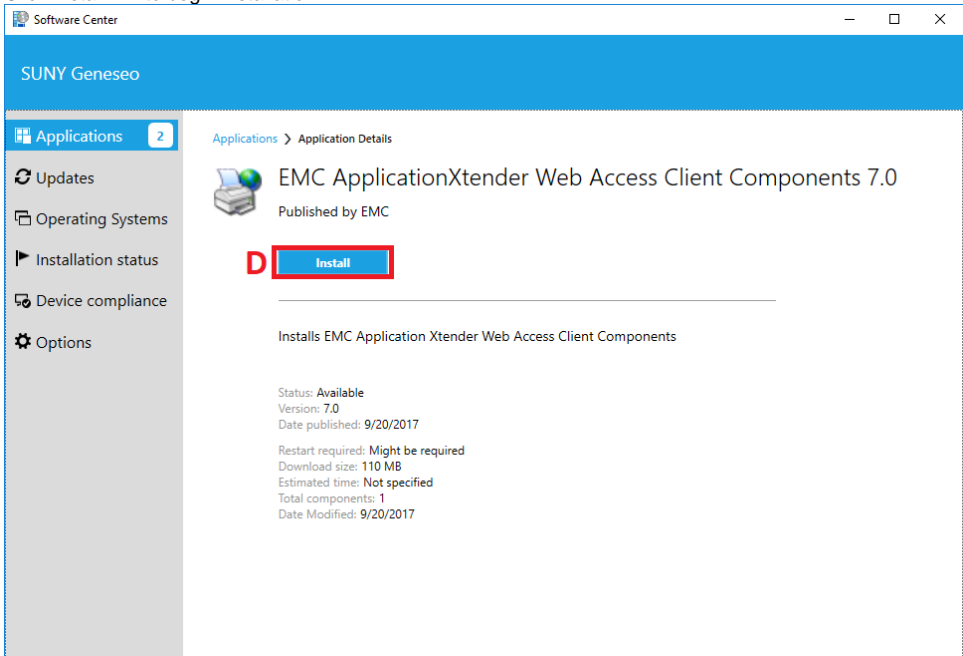 Software Center
SUNY Geneseo
Applications 2
Updates
Operating Systems
Installation status
Device compliance
Options
Applications > Application Details
EMC ApplicationXtender Web Access Client Components 7.0
Published by EMC
D Install
Installs EMC Application Xtender Web Access Client Components
Status: Available
Version: 7.0
Date published: 9/20/2017
Restart required: Might be required
Download size: 110 MB
Estimated time: Not specified
Total components: 1
Date Modified: 9/20/2017